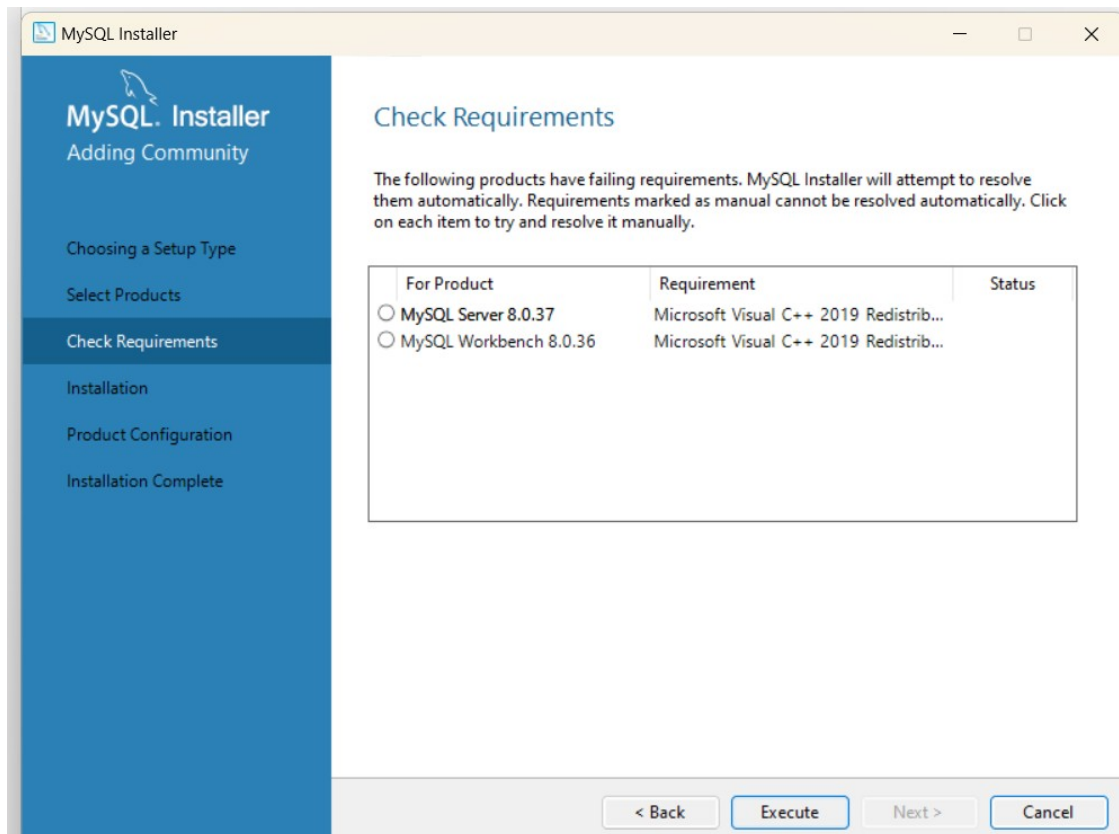 MySQL Installer
MySQL. Installer
Adding Community
Choosing a Setup Type
Select Products
Check Requirements
Installation
Product Configuration
Installation Complete
Check Requirements
The following products have failing requirements. MySQL Installer will attempt to resolve
them automatically. Requirements marked as manual cannot be resolved automatically. Click
on each item to try and resolve it manually.
For Product Requirement Status
MySQL Server 8.0.37 Microsoft Visual C++ 2019 Redistrib...
MySQL Workbench 8.0.36 Microsoft Visual C++ 2019 Redistrib...
< Back Execute Next > Cancel